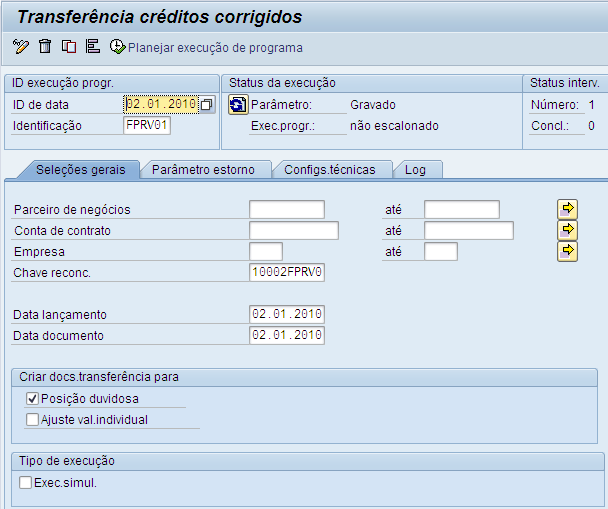 Transferência créditos corrigidos
Planejar execução de programa
ID execução progr.
ID de data 02.01.2010
Identificação FPRV01
Status da execução
Parâmetro: Gravado
Exec.progr.: não escalonado
Status interv.
Número: 1
Concl.: 0
Seleções gerais Parâmetro estorno Configs.técnicas Log
Parceiro de negócios até
Conta de contrato até
Empresa até
Chave reconc. 10002FPRV0
Data lançamento 02.01.2010
Data documento 02.01.2010
Criar docs.transferência para
Posição duvidosa
Ajuste val.individual
Tipo de execução
Exec.simul.